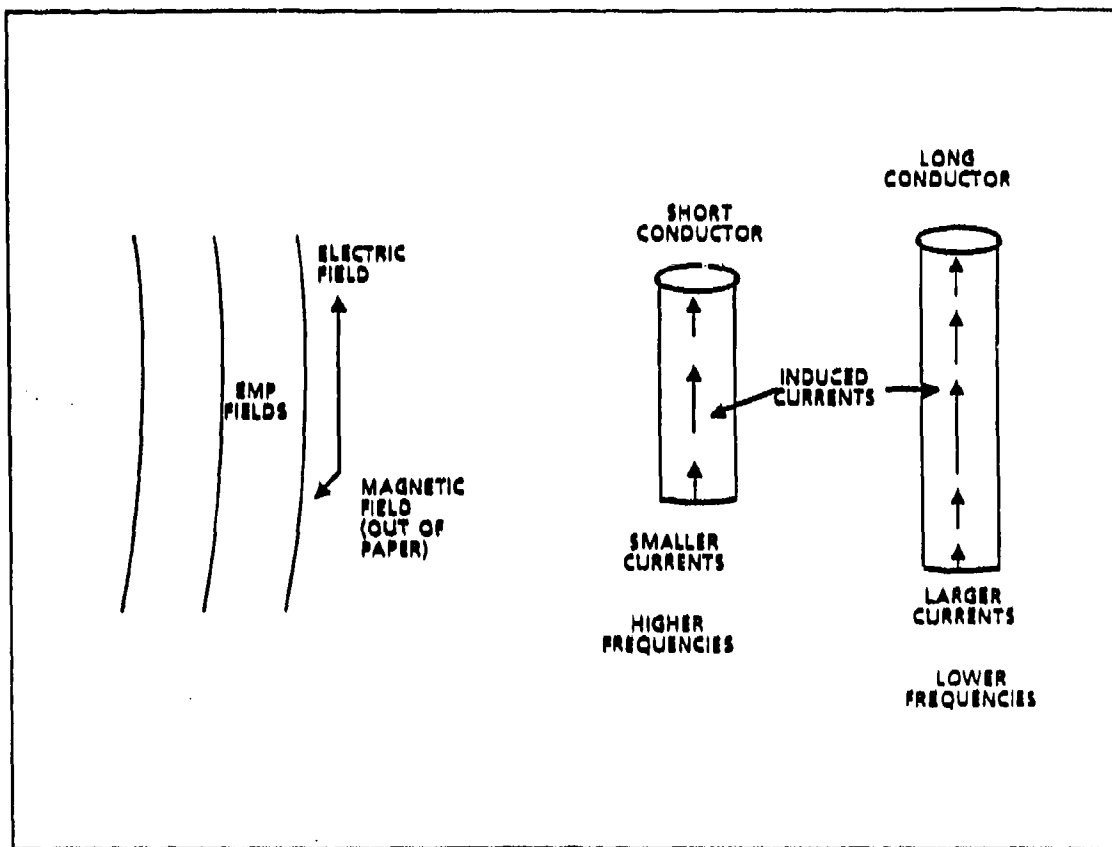 ELECTRIC
FIELD
EMP
FIELDS
MAGNETIC
FIELD
(OUT OF
PAPER)
SHORT
CONDUCTOR
SMALLER
CURRENTS
HIGHER
FREQUENCIES
INDUCED
CURRENTS
LONG
CONDUCTOR
LARGER
CURRENTS
LOWER
FREQUENCIES